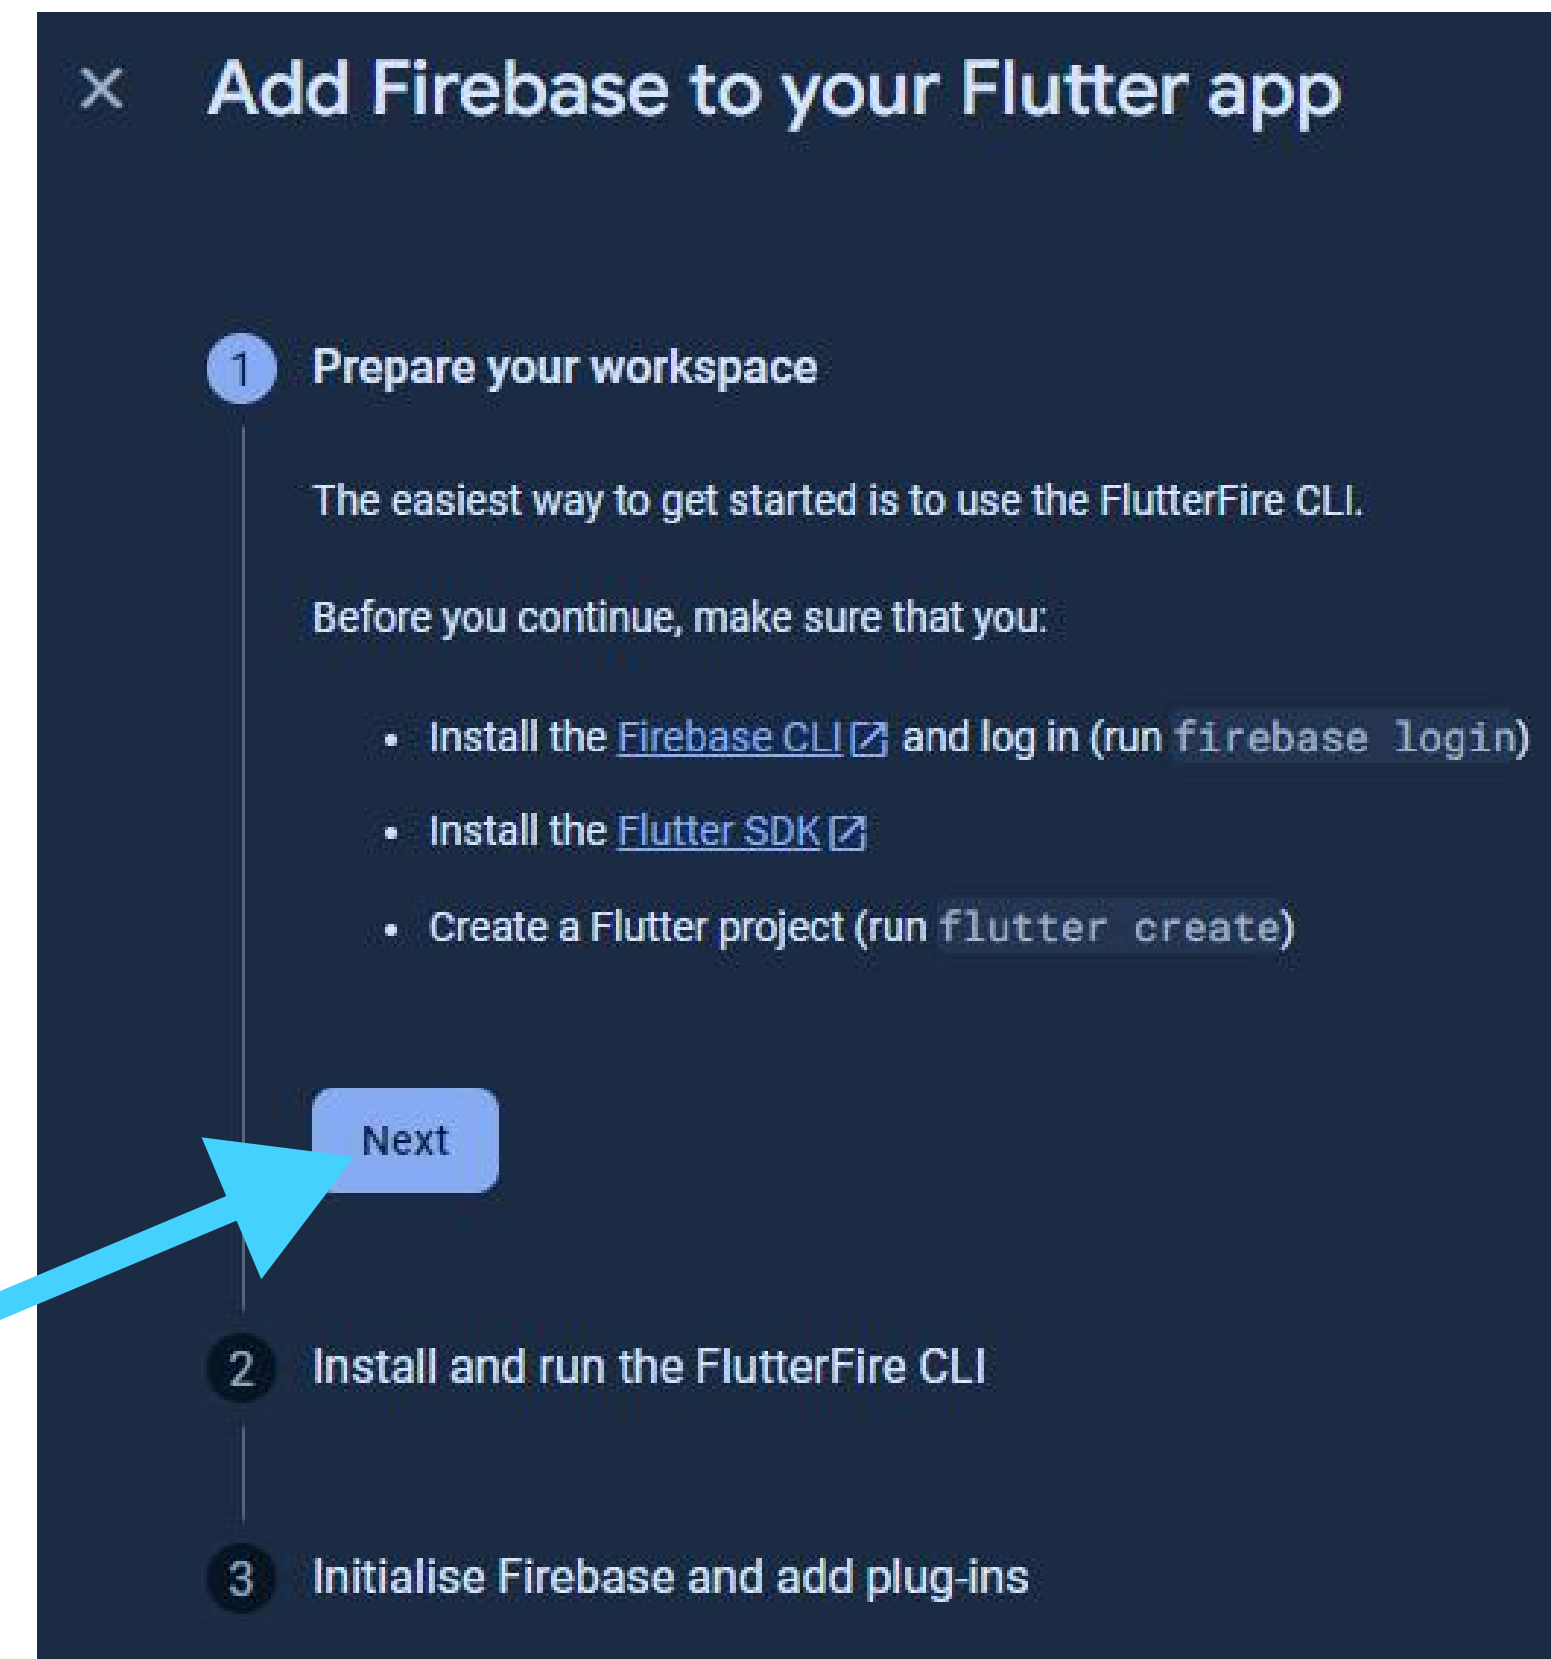 Add Firebase to your Flutter app
1 Prepare your workspace
The easiest way to get started is to use the FlutterFire CLI.
Before you continue, make sure that you:
• Install the Firebase CLI and log in (run firebase login)
• Install the Flutter SDK
• Create a Flutter project (run flutter create)
Next
2 Install and run the FlutterFire CLI
3 Initialise Firebase and add plug-ins